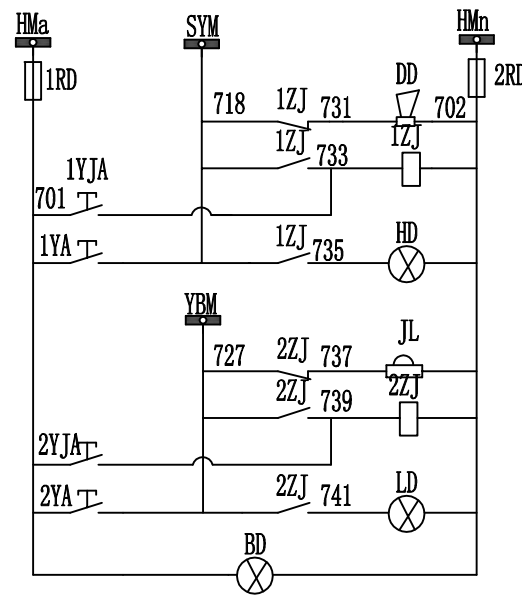 HMa SYM HMn
1RD 2RD
DD
718 1ZJ 731 702
1ZJ 733 1ZJ
1YJA
701
1YA 1ZJ 735 HD
YBM
JL
727 2ZJ 737
2ZJ 739 2ZJ
2YJA
2YA 2ZJ 741 LD
BD